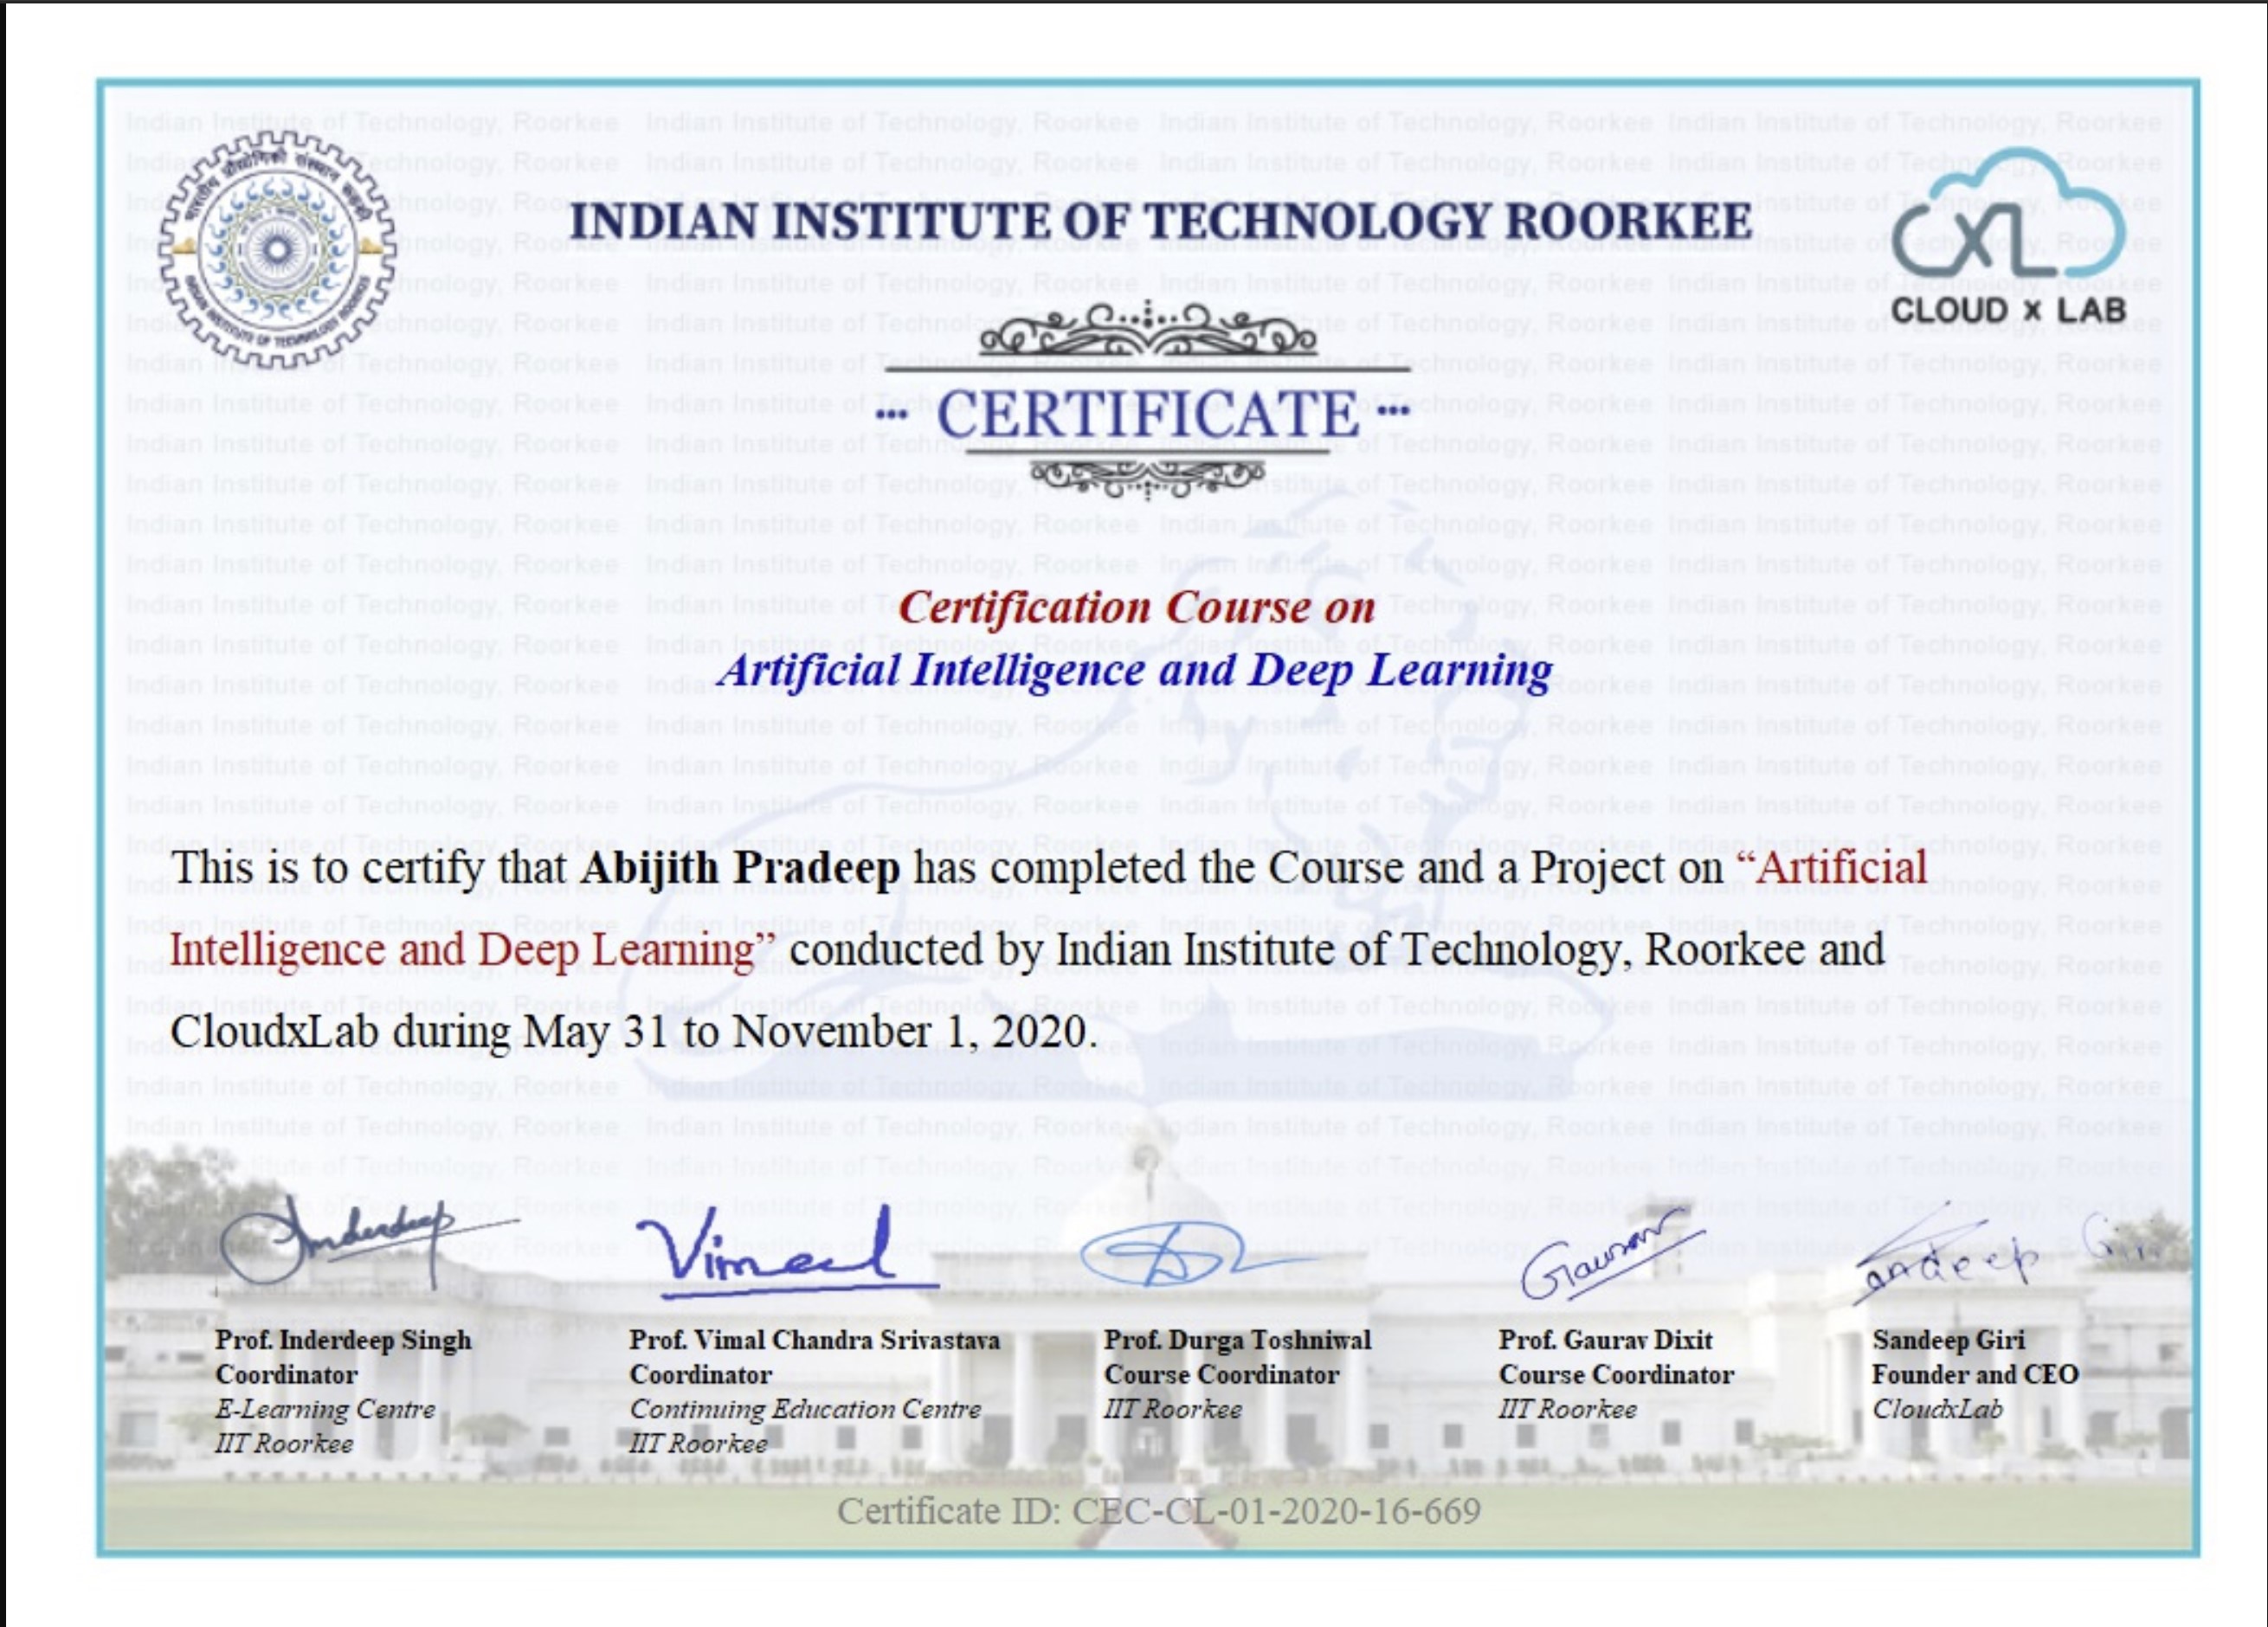 INDIAN INSTITUTE OF TECHNOLOGY ROORKEE
CLOUD x LAB
CERTIFICATE
Certification Course on
Artificial Intelligence and Deep Learning
This is to certify that Abijith Pradeep has completed the Course and a Project on “Artificial
Intelligence and Deep Learning” conducted by Indian Institute of Technology, Roorkee and
CloudxLab during May 31 to November 1, 2020.
Inderdeep
Vimal
Gaurav
Sandeep Giri
Prof. Inderdeep Singh
Coordinator
E-Learning Centre
IIT Roorkee
Prof. Vimal Chandra Srivastava
Coordinator
Continuing Education Centre
IIT Roorkee
Prof. Durga Toshniwal
Course Coordinator
IIT Roorkee
Prof. Gaurav Dixit
Course Coordinator
IIT Roorkee
Sandeep Giri
Founder and CEO
CloudxLab
Certificate ID: CEC-CL-01-2020-16-669